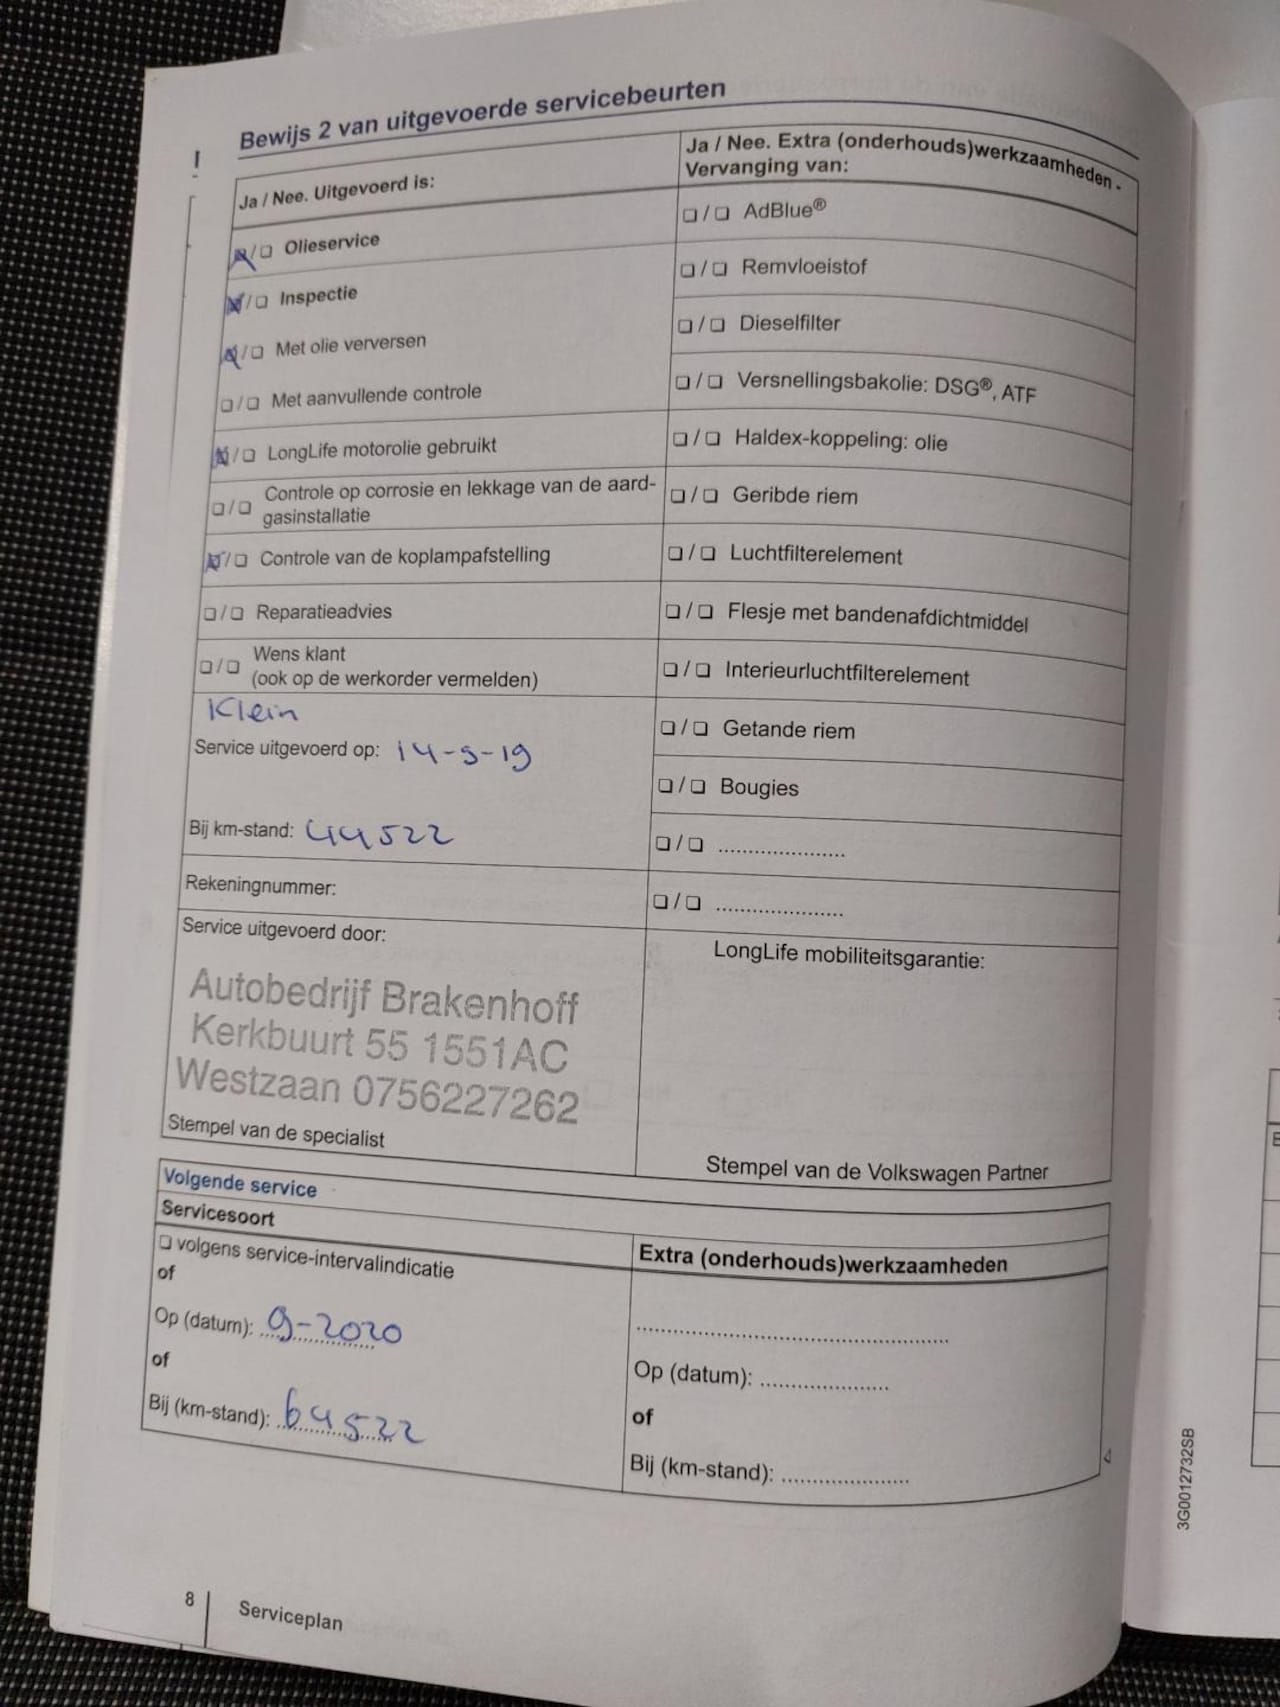 Bewijs 2 van uitgevoerde servicebeurten
!
Ja / Nee. Uitgevoerd is:
☒/❑ Olieservice
☒/❑ Inspectie
☒/❑ Met olie verversen
❑/❑ Met aanvullende controle
☒/❑ LongLife motorolie gebruikt
❑/❑ Controle op corrosie en lekkage van de aard-
gasinstallatie
☒/❑ Controle van de koplampafstelling
❑/❑ Reparatieadvies
❑/❑ Wens klant
(ook op de werkorder vermelden)
Klein
Service uitgevoerd op: 14-9-19
Bij km-stand: 44522
Rekeningnummer:
Service uitgevoerd door:
Autobedrijf Brakenhoff
Kerkbuurt 55 1551AC
Westzaan 0756227262
Stempel van de specialist
Ja / Nee. Extra (onderhouds)werkzaamheden -
Vervanging van:
❑/❑ AdBlue®
❑/❑ Remvloeistof
❑/❑ Dieselfilter
❑/❑ Versnellingsbakolie: DSG®, ATF
❑/❑ Haldex-koppeling: olie
❑/❑ Geribde riem
❑/❑ Luchtfilterelement
❑/❑ Flesje met bandenafdichtmiddel
❑/❑ Interieurluchtfilterelement
❑/❑ Getande riem
❑/❑ Bougies
❑/❑ ......................
❑/❑ ......................
LongLife mobiliteitsgarantie:
Stempel van de Volkswagen Partner
Volgende service
Servicesoort
❑ volgens service-intervalindicatie
of
Op (datum): 9-2020
of
Bij (km-stand): 64522
Extra (onderhouds)werkzaamheden
.......................................................
Op (datum): ......................
of
Bij (km-stand): ......................
3G0012732SB
8
Serviceplan